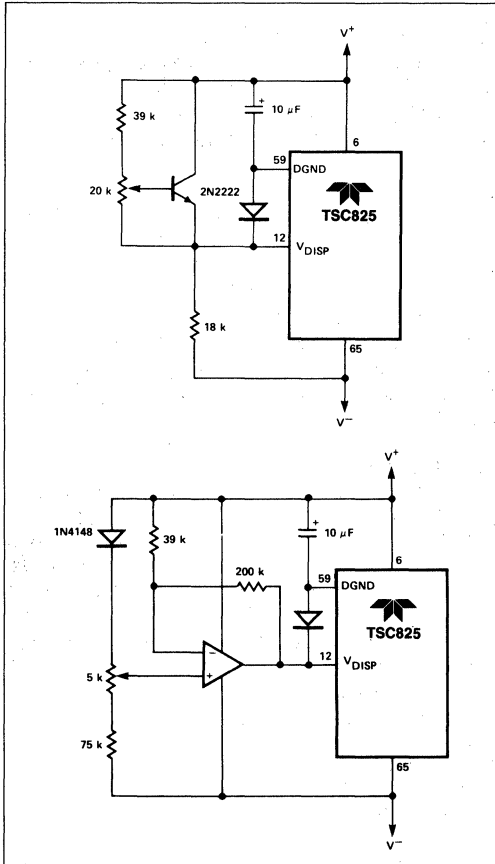 V+
39 k
10 μF
6
59
DGND
20 k
2N2222
TSC825
12
VDISP
18 k
65
V−
V+
1N4148
39 k
10 μF
6
200 k
59
DGND
TSC825
−
12
VDISP
5 k
+
75 k
65
V−